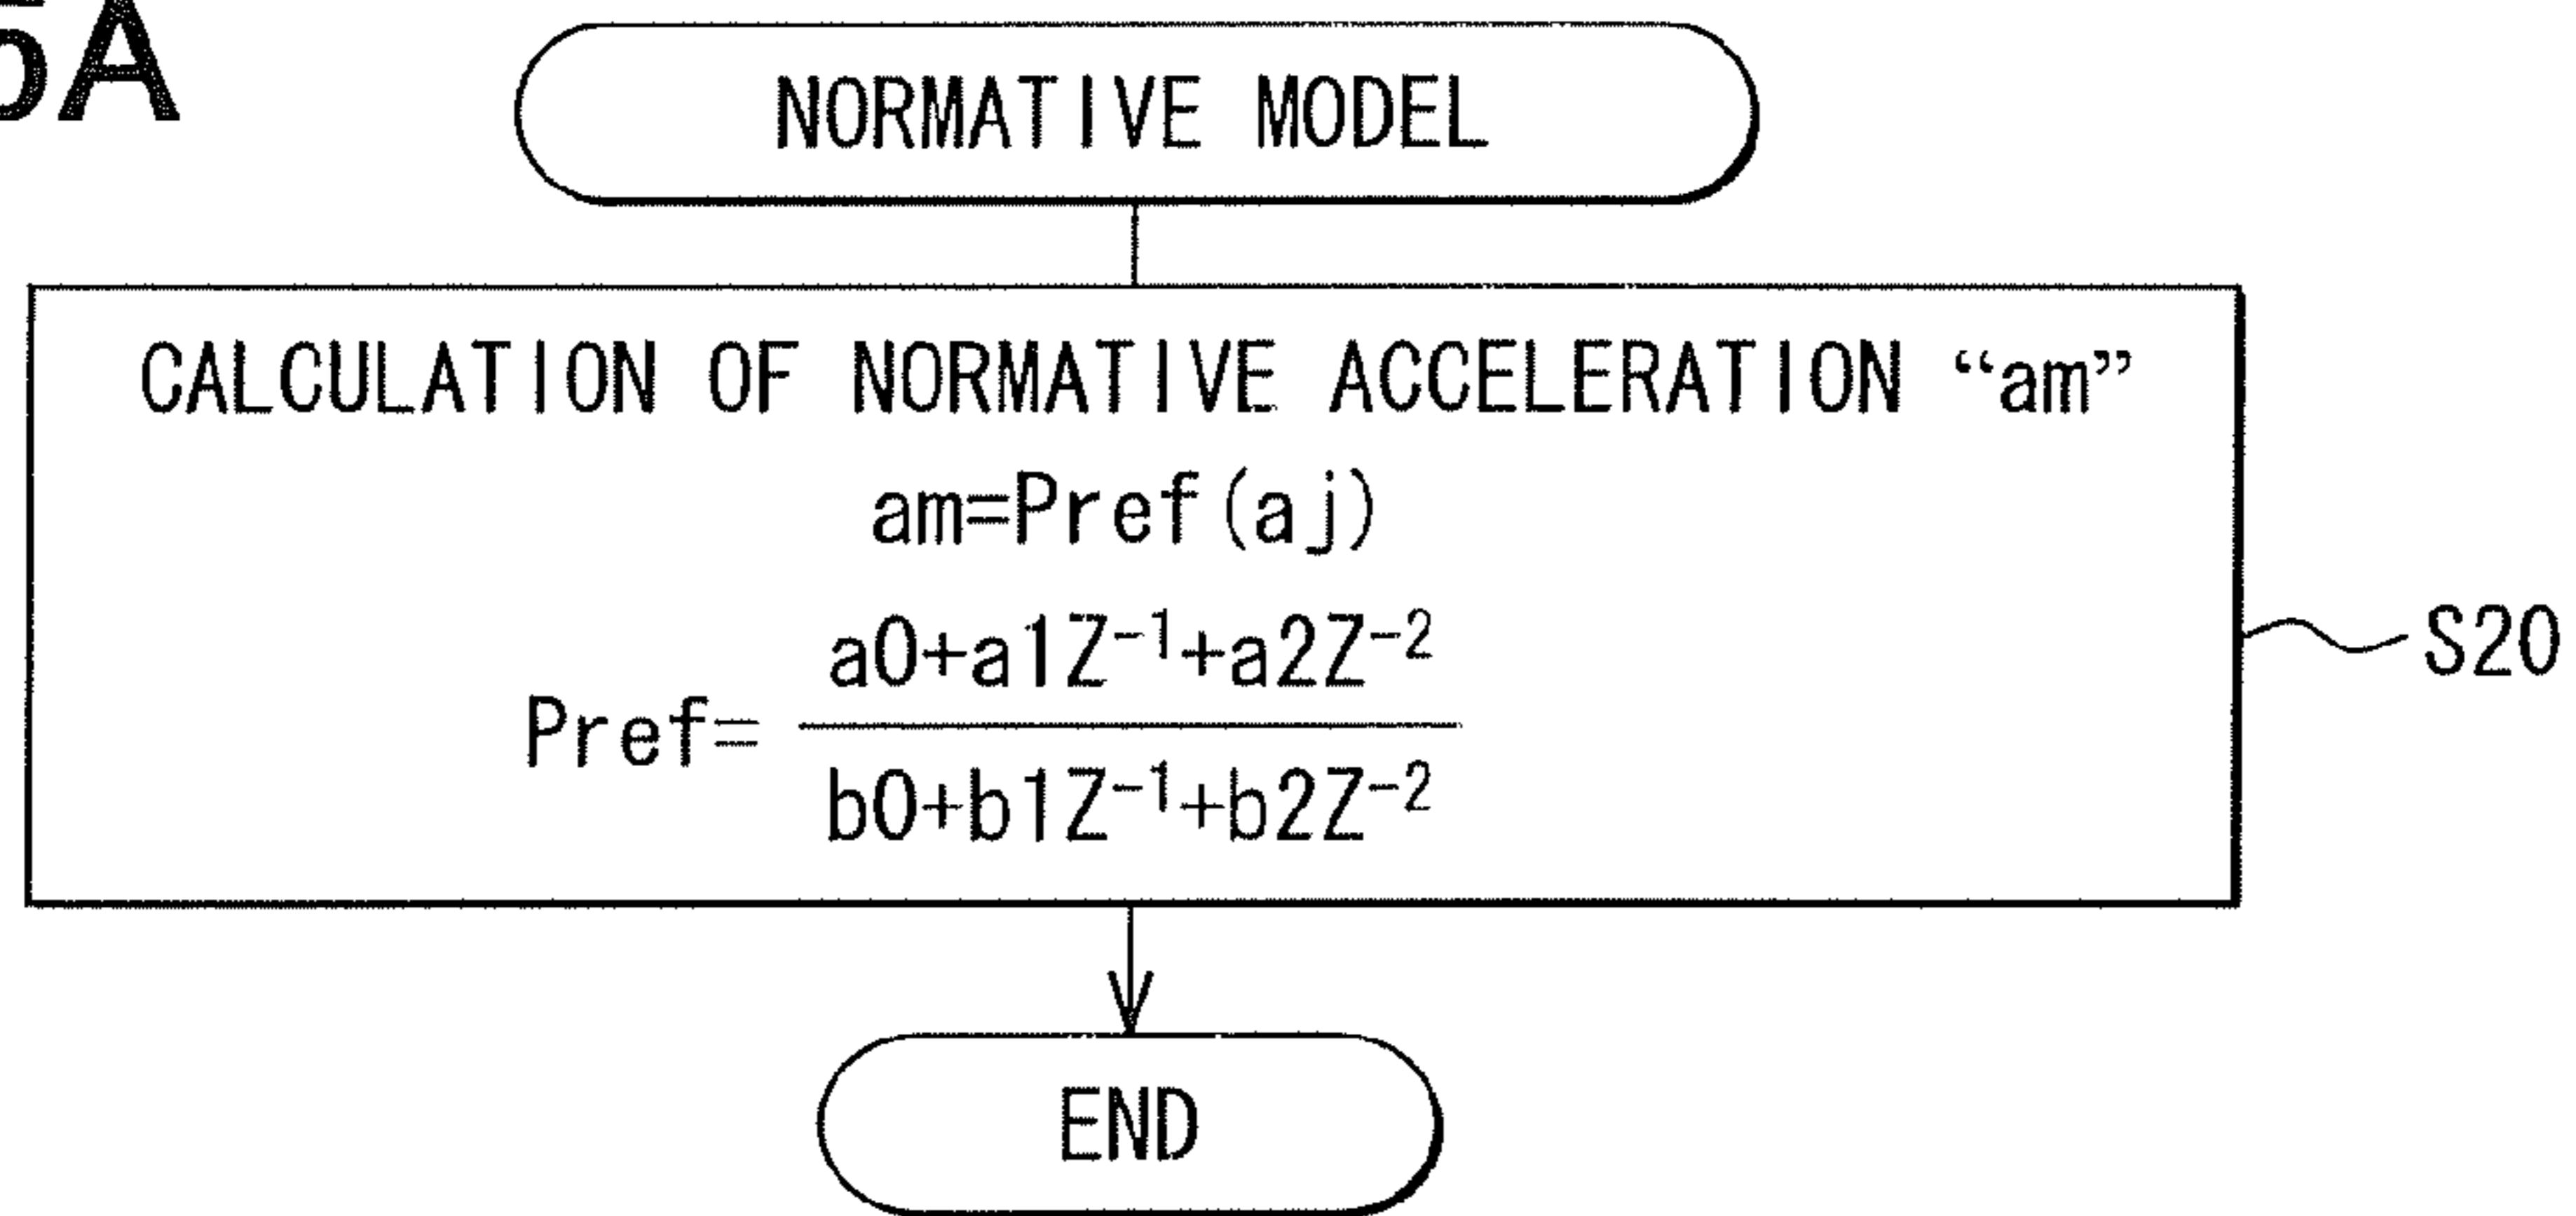 5A
NORMATIVE MODEL
CALCULATION OF NORMATIVE ACCELERATION “am”
am=Pref(aj)
Pref= a0+a1Z⁻¹+a2Z⁻²
b0+b1Z⁻¹+b2Z⁻²
S20
END